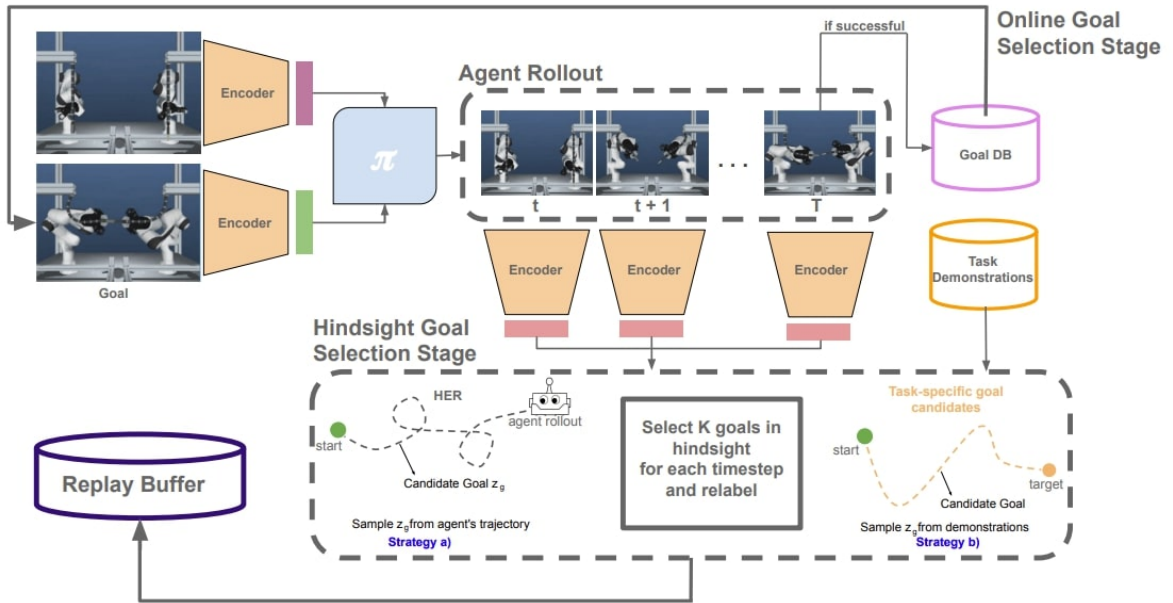 Online Goal
Selection Stage
if successful
Agent Rollout
Encoder
π
Goal DB
t
t + 1
. . .
T
Encoder
Goal
Encoder
Encoder
Encoder
Task
Demonstrations
Hindsight Goal
Selection Stage
HER
agent rollout
start
Candidate Goal z_g
Sample z_g from agent's trajectory
Strategy a)
Select K goals in
hindsight
for each timestep
and relabel
Task-specific goal
candidates
start
target
Candidate Goal
Sample z_g from demonstrations
Strategy b)
Replay Buffer